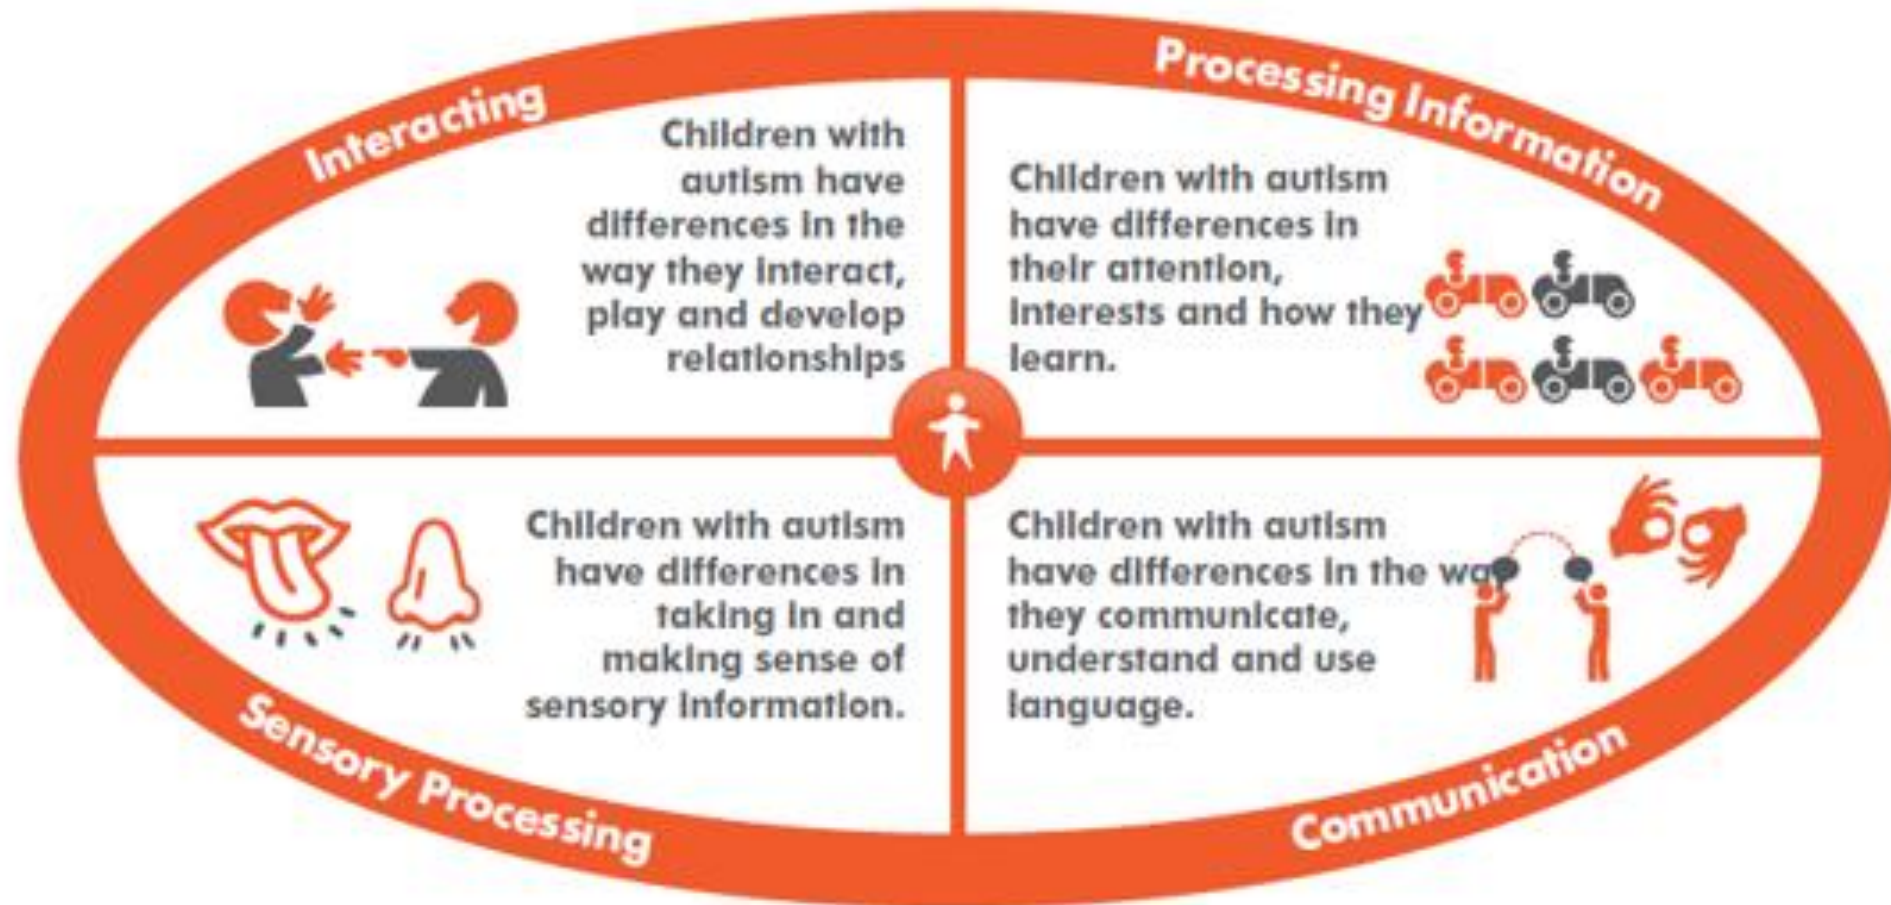 Interacting
Children with
autism have
differences in the
way they interact,
play and develop
relationships
Processing Information
Children with autism
have differences in
their attention,
interests and how they
learn.
Children with autism
have differences in
taking in and
making sense of
sensory information.
Sensory Processing
Children with autism
have differences in the way
they communicate,
understand and use
language.
Communication